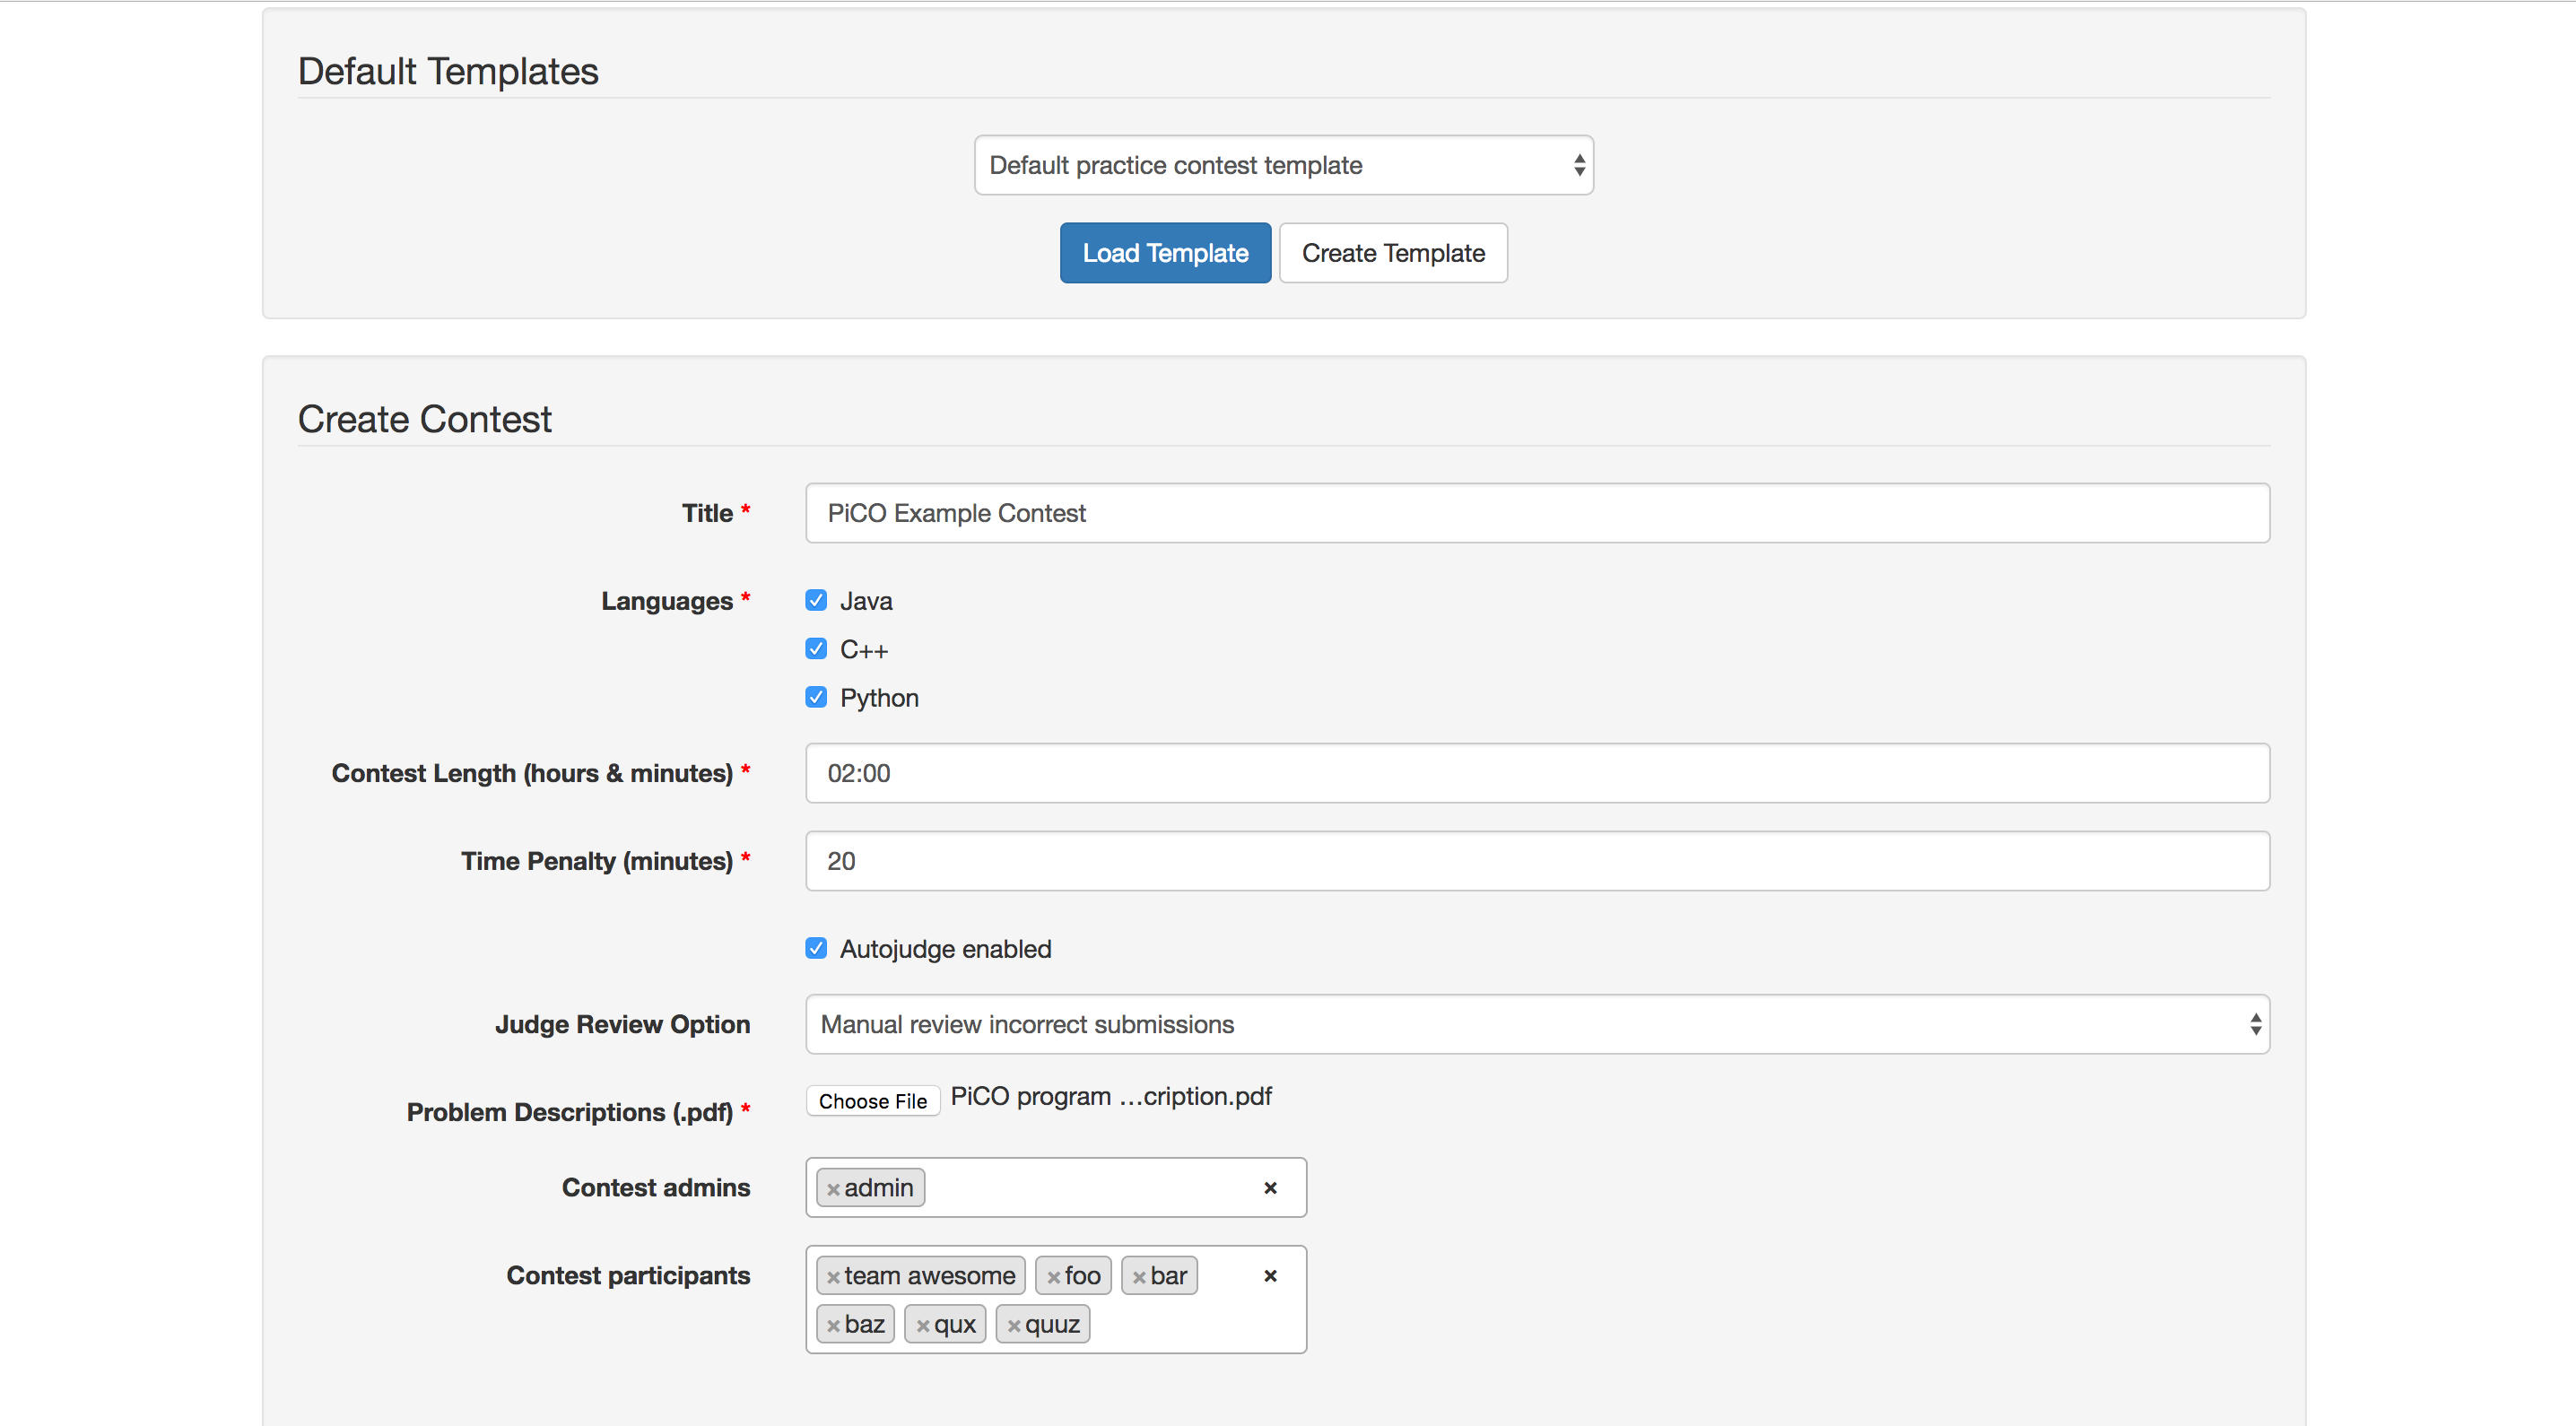 Default Templates
Default practice contest template
Load Template Create Template
Create Contest
Title * PiCO Example Contest
Languages * Java
C++
Python
Contest Length (hours & minutes) * 02:00
Time Penalty (minutes) * 20
Autojudge enabled
Judge Review Option Manual review incorrect submissions
Problem Descriptions (.pdf) * Choose File PiCO program ...cription.pdf
Contest admins ×admin ×
Contest participants ×team awesome ×foo ×bar ×
×baz ×qux ×quuz